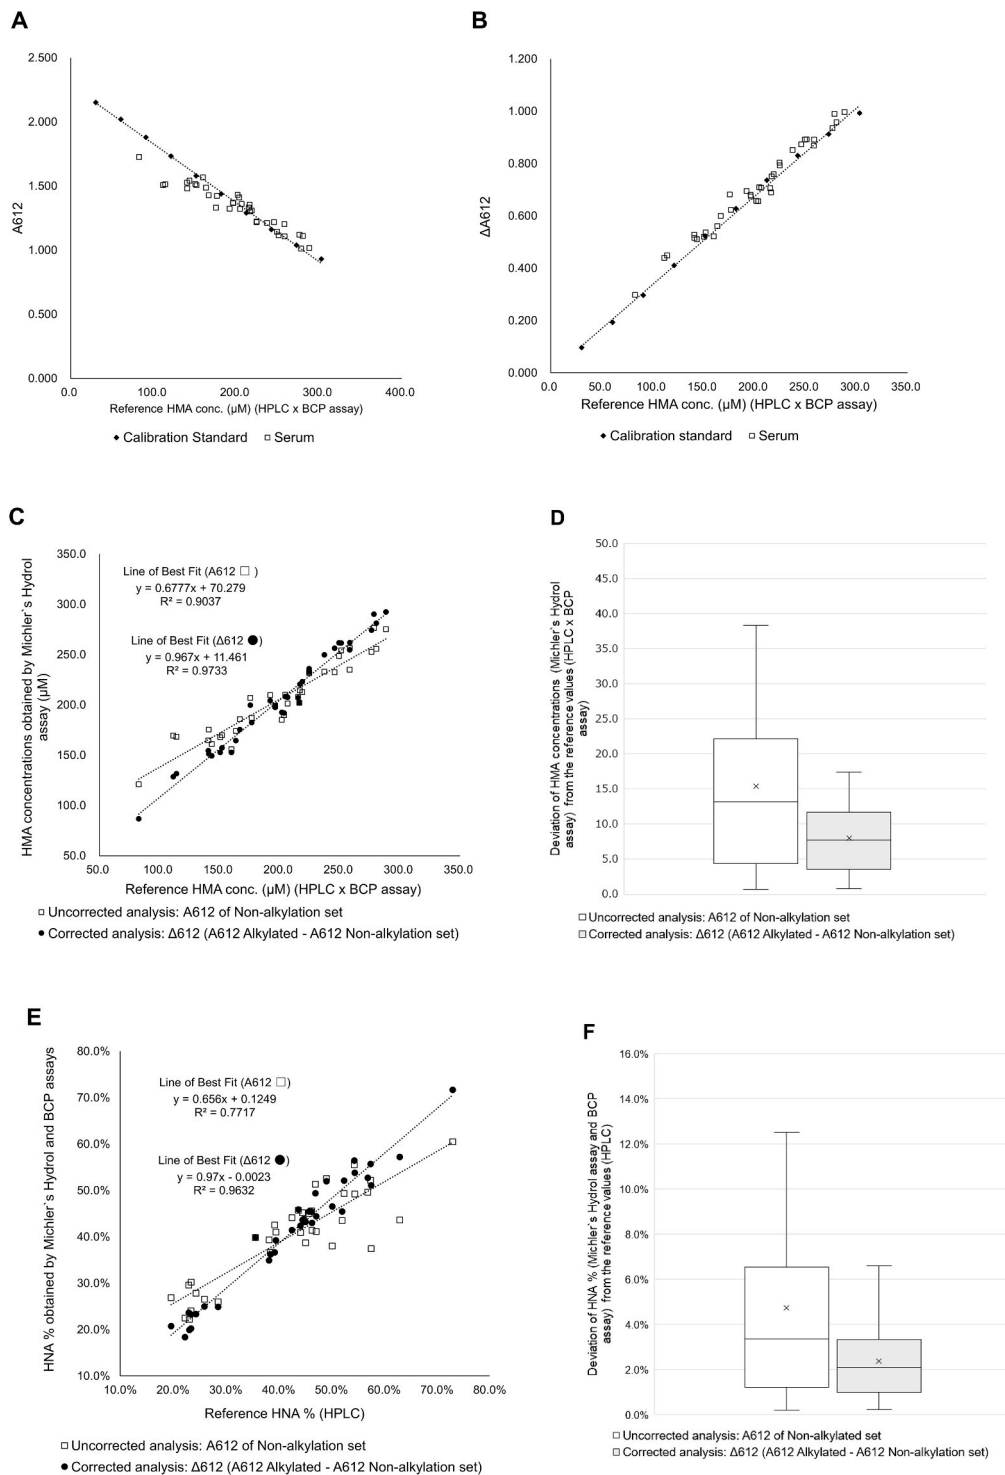 A
2.500
2.000
1.500
1.000
0.500
0.000
A612
0.0
100.0
200.0
300.0
400.0
Reference HMA conc. (µM) (HPLC x BCP assay)
◆ Calibration Standard □ Serum
B
1.200
1.000
0.800
0.600
0.400
0.200
0.000
ΔA612
0.0
50.0
100.0
150.0
200.0
250.0
300.0
350.0
Reference HMA conc. (µM) (HPLC x BCP assay)
◆ Calibration standard □ Serum
C
HMA concentrations obtained by Michler`s Hydrol
assay (µM)
350.0
300.0
250.0
200.0
150.0
100.0
50.0
Line of Best Fit (A612 □ )
y = 0.6777x + 70.279
R² = 0.9037
Line of Best Fit (Δ612 ●)
y = 0.967x + 11.461
R² = 0.9733
50.0
100.0
150.0
200.0
250.0
300.0
350.0
Reference HMA conc. (µM) (HPLC x BCP assay)
□ Uncorrected analysis: A612 of Non-alkylation set
● Corrected analysis: Δ612 (A612 Alkylated - A612 Non-alkylation set)
D
Deviation of HMA concentrations (Michler`s Hydrol
assay) from the reference values (HPLC x BCP
assay)
50.0
45.0
40.0
35.0
30.0
25.0
20.0
15.0
10.0
5.0
0.0
□ Uncorrected analysis: A612 of Non-alkylation set
□ Corrected analysis: Δ612 (A612 Alkylated - A612 Non-alkylation set)
E
HNA % obtained by Michler`s Hydrol and BCP assays
80.0%
70.0%
60.0%
50.0%
40.0%
30.0%
20.0%
10.0%
Line of Best Fit (A612 □)
y = 0.656x + 0.1249
R² = 0.7717
Line of Best Fit (Δ612 ●)
y = 0.97x - 0.0023
R² = 0.9632
10.0%
20.0%
30.0%
40.0%
50.0%
60.0%
70.0%
80.0%
Reference HNA % (HPLC)
□ Uncorrected analysis: A612 of Non-alkylation set
● Corrected analysis: Δ612 (A612 Alkylated - A612 Non-alkylation set)
F
Deviation of HNA % (Michler`s Hydrol assay and BCP
assay) from the reference values (HPLC)
16.0%
14.0%
12.0%
10.0%
8.0%
6.0%
4.0%
2.0%
0.0%
□ Uncorrected analysis: A612 of Non-alkylated set
□ Corrected analysis: Δ612 (A612 Alkylated - A612 Non-alkylation set)